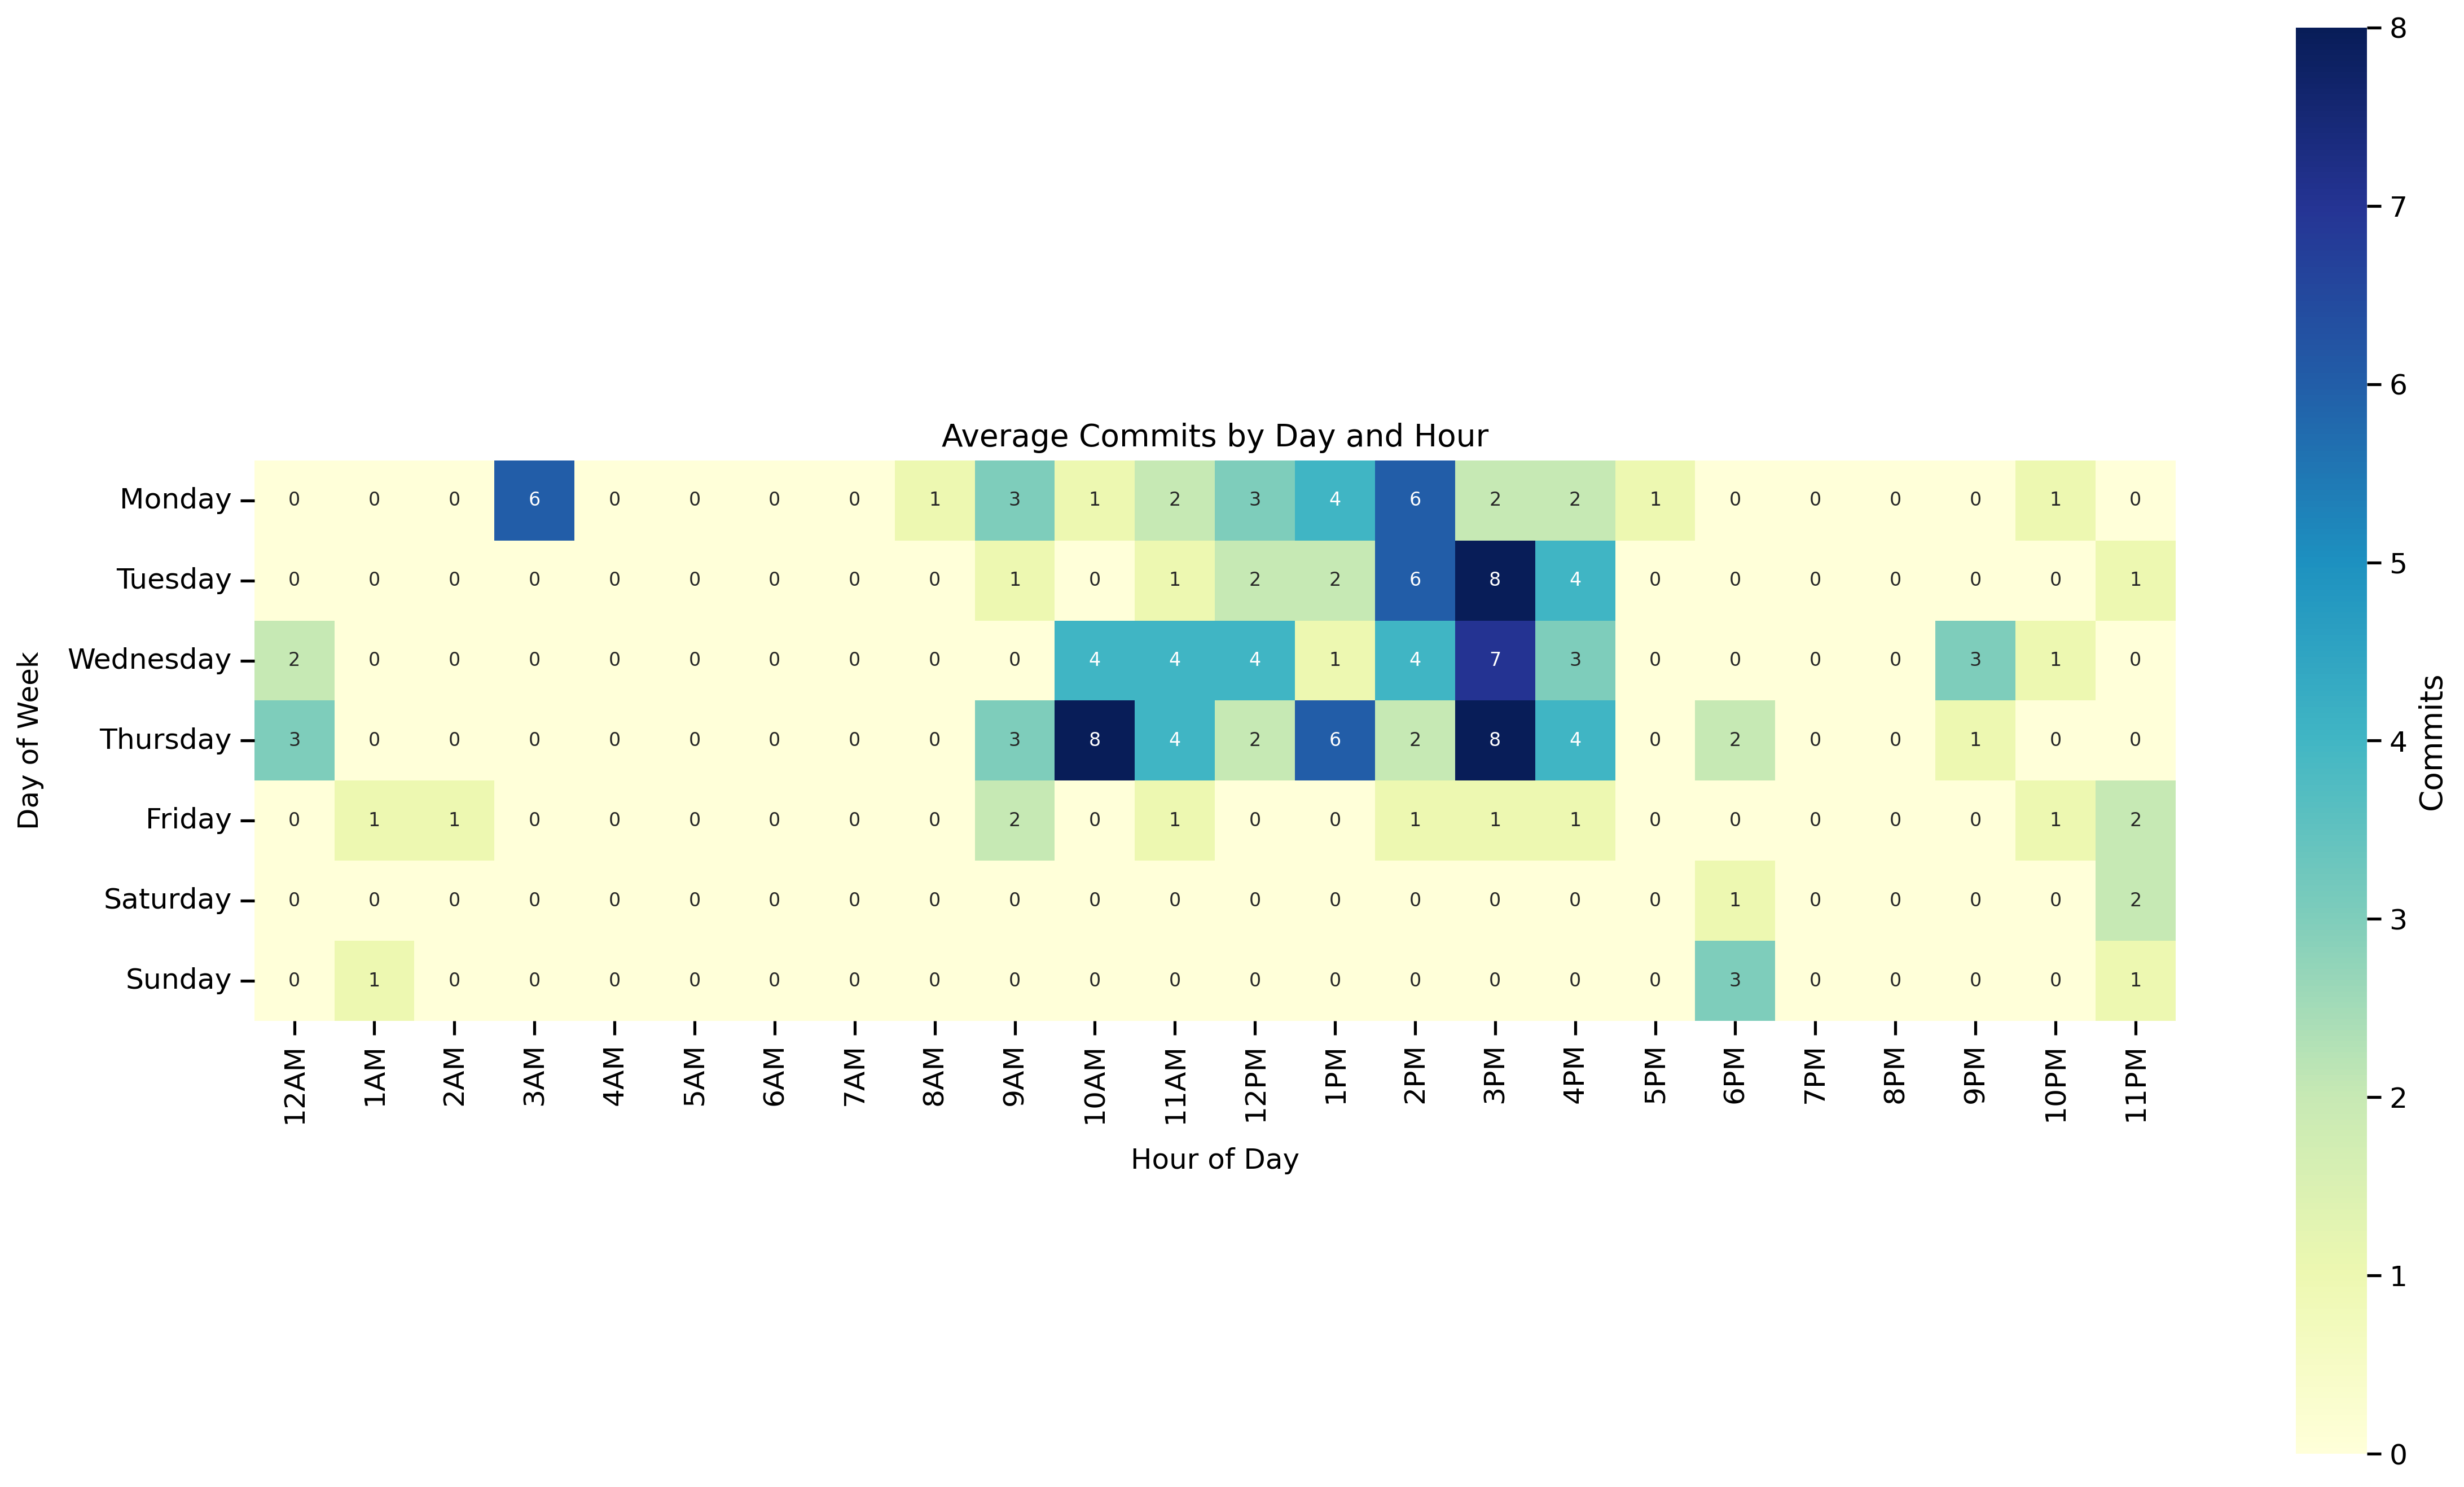 Average Commits by Day and Hour
Day of Week
Monday 0 0 0 6 0 0 0 0 1 3 1 2 3 4 6 2 2 1 0 0 0 0 1 0
Tuesday 0 0 0 0 0 0 0 0 0 1 0 1 2 2 6 8 4 0 0 0 0 0 0 1
Wednesday 2 0 0 0 0 0 0 0 0 0 4 4 4 1 4 7 3 0 0 0 0 3 1 0
Thursday 3 0 0 0 0 0 0 0 0 3 8 4 2 6 2 8 4 0 2 0 0 1 0 0
Friday 0 1 1 0 0 0 0 0 0 2 0 1 0 0 1 1 1 0 0 0 0 0 1 2
Saturday 0 0 0 0 0 0 0 0 0 0 0 0 0 0 0 0 0 0 1 0 0 0 0 2
Sunday 0 1 0 0 0 0 0 0 0 0 0 0 0 0 0 0 0 0 3 0 0 0 0 1
12AM 1AM 2AM 3AM 4AM 5AM 6AM 7AM 8AM 9AM 10AM 11AM 12PM 1PM 2PM 3PM 4PM 5PM 6PM 7PM 8PM 9PM 10PM 11PM
Hour of Day
8
7
6
5
4
3
2
1
0
Commits